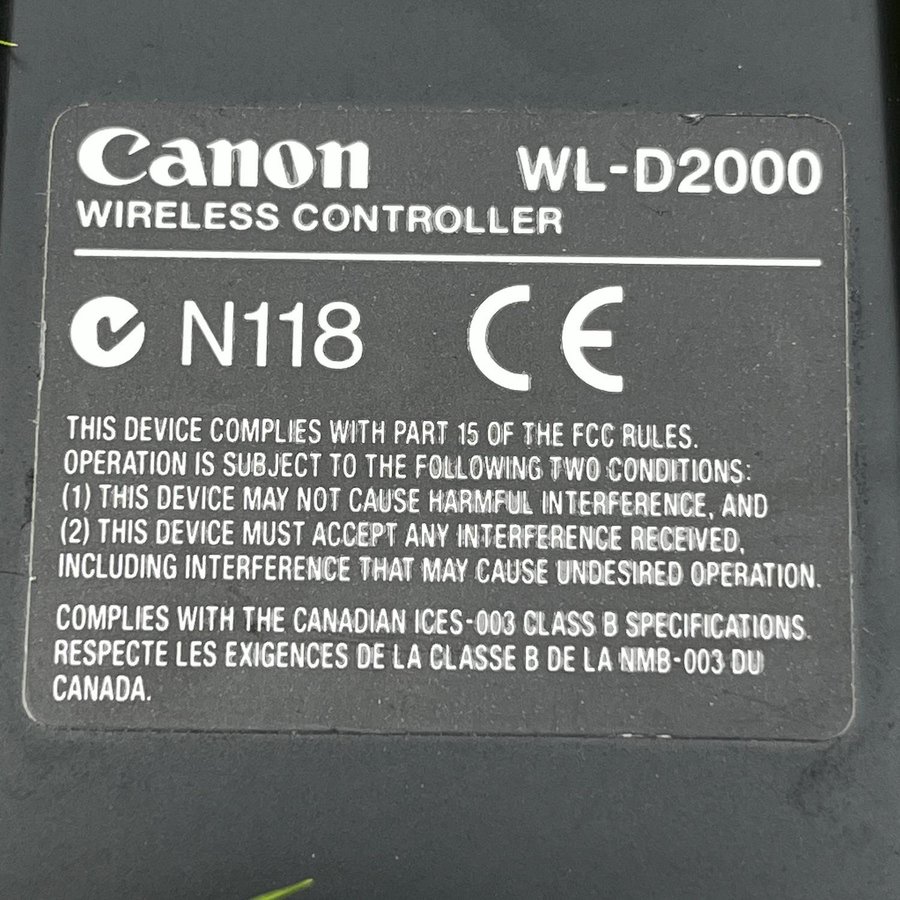 Canon WL-D2000
WIRELESS CONTROLLER
N118 CE
THIS DEVICE COMPLIES WITH PART 15 OF THE FCC RULES.
OPERATION IS SUBJECT TO THE FOLLOWING TWO CONDITIONS:
(1) THIS DEVICE MAY NOT CAUSE HARMFUL INTERFERENCE, AND
(2) THIS DEVICE MUST ACCEPT ANY INTERFERENCE RECEIVED,
INCLUDING INTERFERENCE THAT MAY CAUSE UNDESIRED OPERATION.
COMPLIES WITH THE CANADIAN ICES-003 CLASS B SPECIFICATIONS.
RESPECTE LES EXIGENCES DE LA CLASSE B DE LA NMB-003 DU
CANADA.